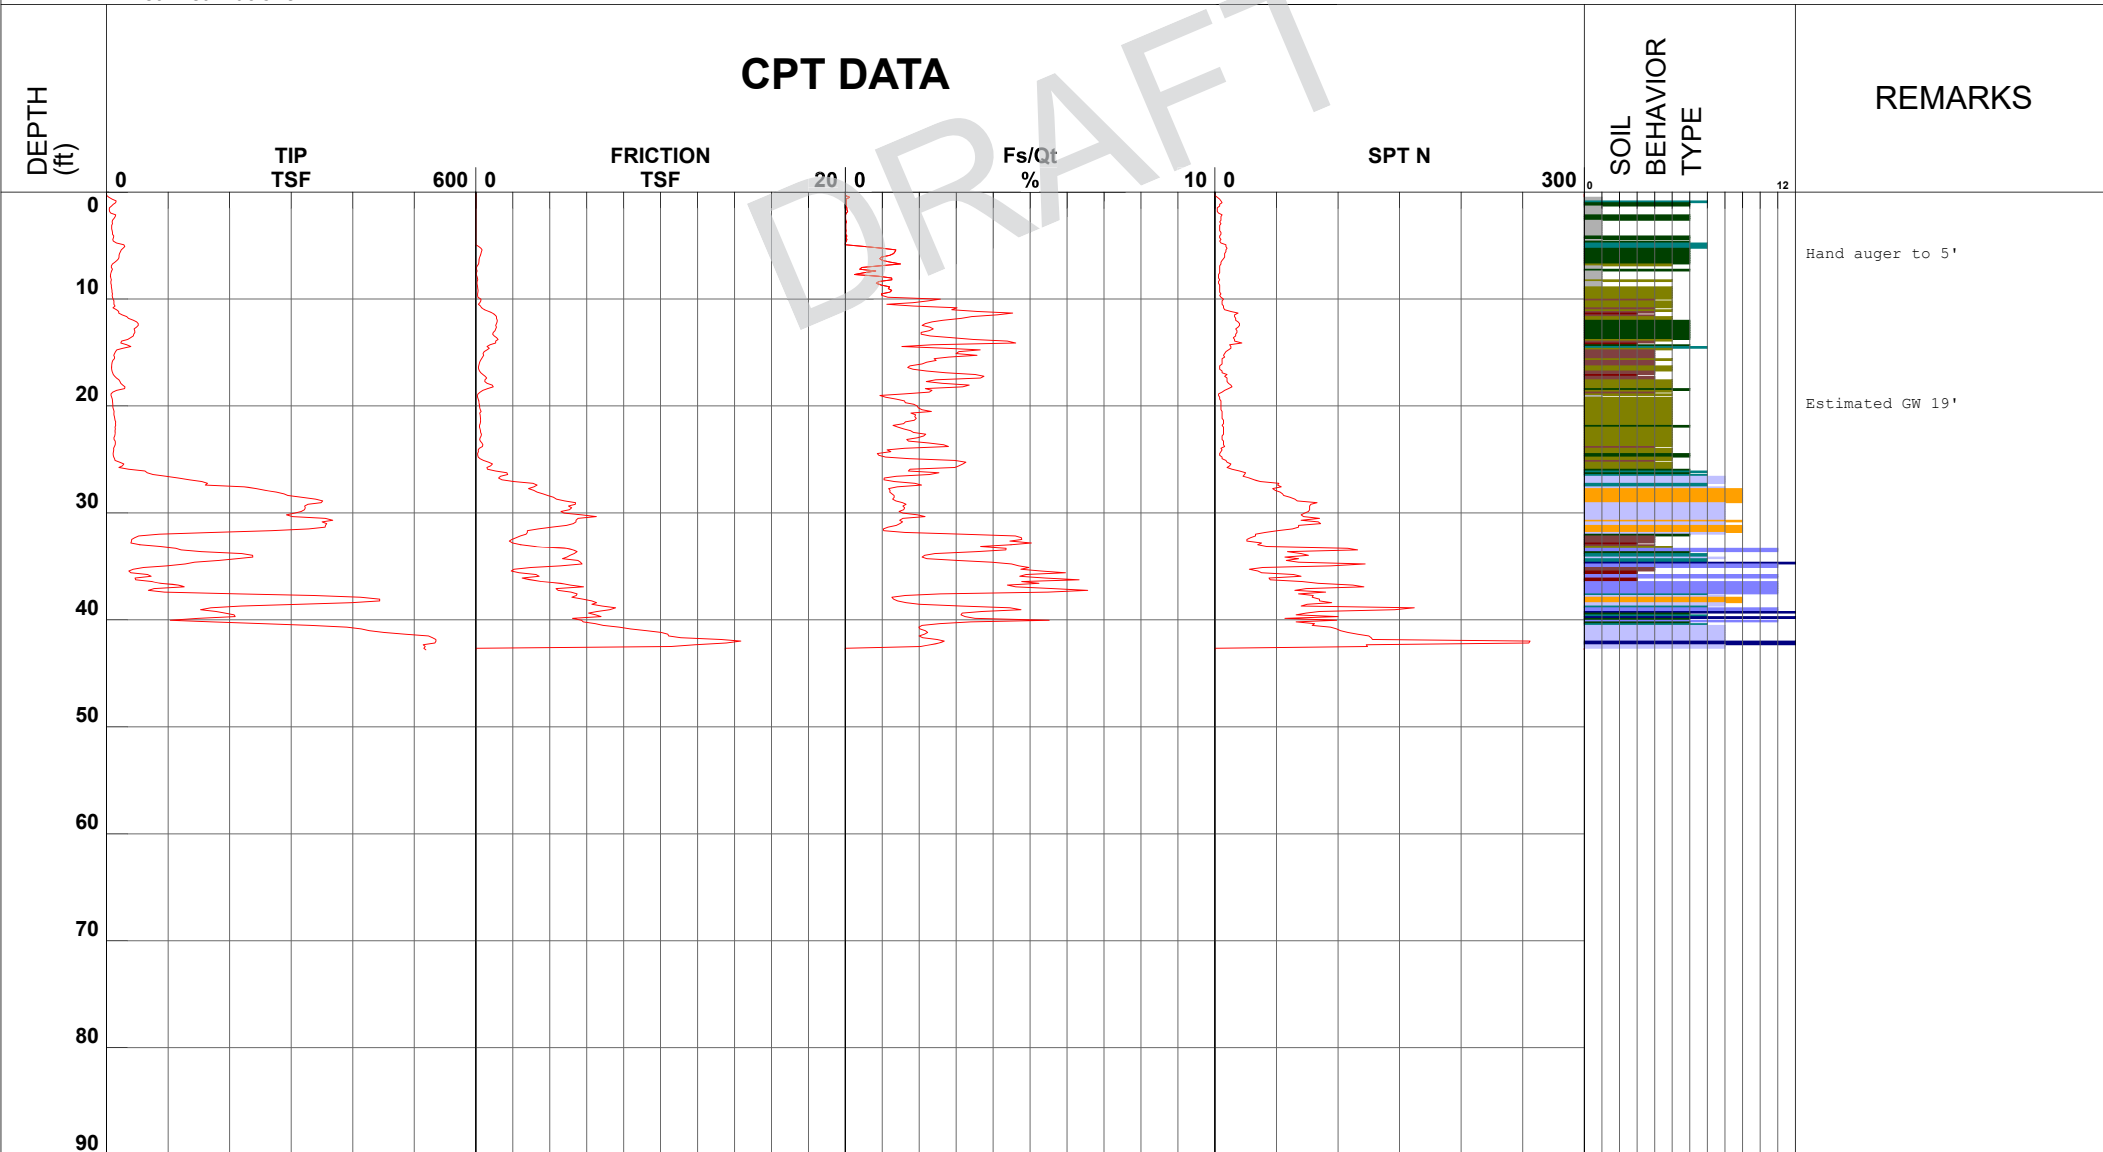 CPT DATA
DRAFT
DEPTH
(ft)
TIP
TSF
0
600
FRICTION
TSF
0
20
Fs/Qt
%
0
10
SPT N
0
300
SOIL
BEHAVIOR
TYPE
0
12
REMARKS
0
10
20
30
40
50
60
70
80
90
Hand auger to 5'
Estimated GW 19'